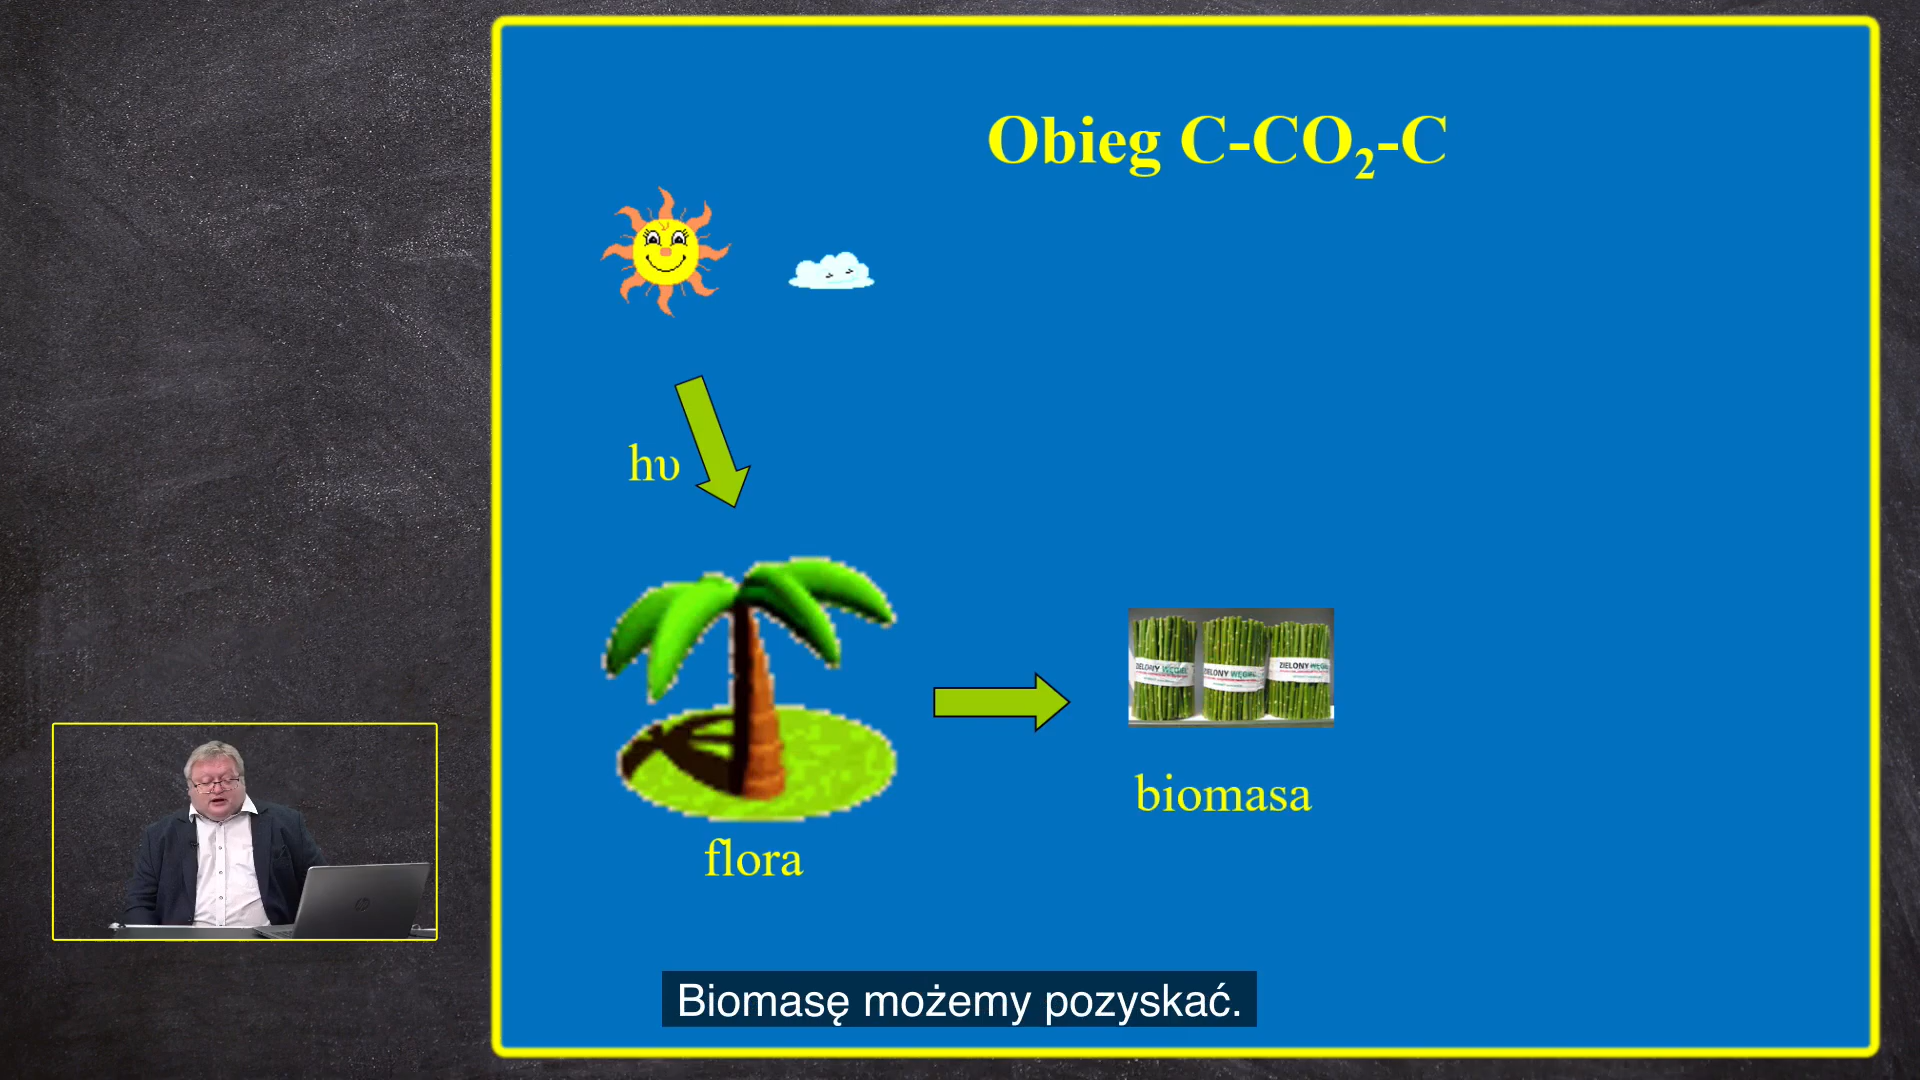 Obieg C-CO₂-C
hυ
ZIELONY WĘGIEL
ZIELONY WĘGIEL
ZIELONY WĘGIEL
biomasa
flora
Biomasę możemy pozyskać.